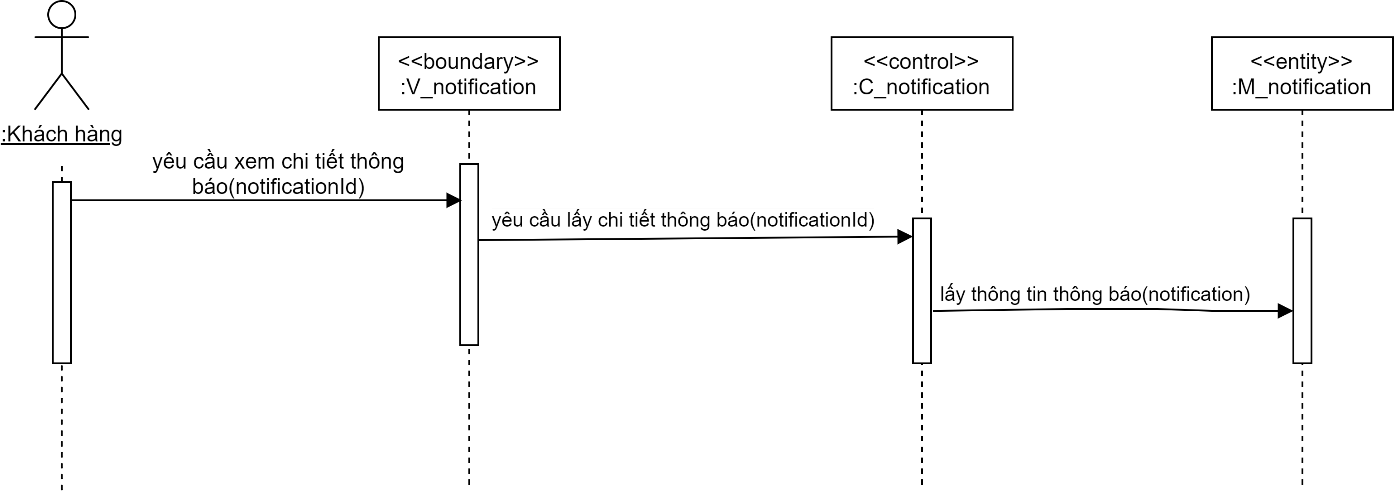 <<boundary>>
:V_notification
<<control>>
:C_notification
<<entity>>
:M_notification
:Khách hàng
yêu cầu xem chi tiết thông
báo(notificationId)
yêu cầu lấy chi tiết thông báo(notificationId)
lấy thông tin thông báo(notification)